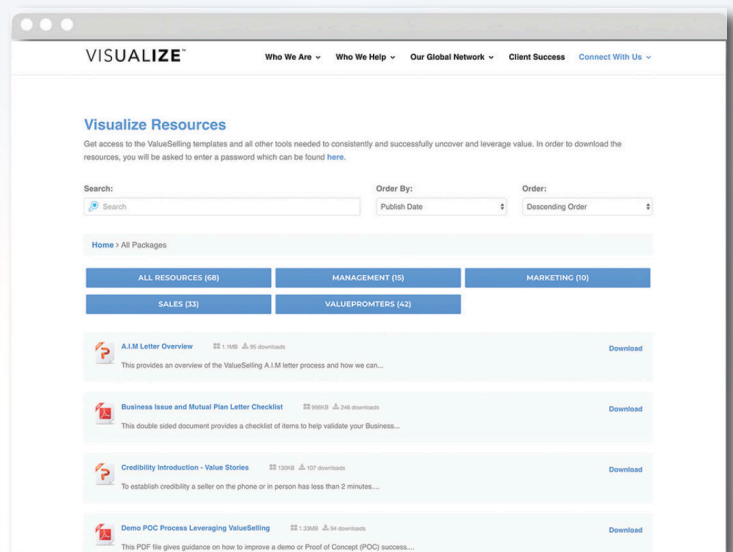 VISUALIZE™
Who We Are Who We Help Our Global Network Client Success Connect With Us
Visualize Resources
Get access to the ValueSelling templates and all other tools needed to consistently and successfully uncover and leverage value. In order to download the
resources, you will be asked to enter a password which can be found here.
Search: Order By: Order:
Search Publish Date Descending Order
Home > All Packages
ALL RESOURCES (68) MANAGEMENT (15) MARKETING (10)
SALES (33) VALUEPROMTERS (42)
A.I.M Letter Overview 1.1MB 95 downloads
Download
This provides an overview of the ValueSelling A.I.M letter process and how we can...
Business Issue and Mutual Plan Letter Checklist 996KB 246 downloads
Download
This double sided document provides a checklist of items to help validate your Business...
Credibility Introduction - Value Stories 130KB 107 downloads
Download
To establish credibility a seller on the phone or in person has less than 2 minutes....
Demo POC Process Leveraging ValueSelling 1.33MB 94 downloads
Download
This PDF file gives guidance on how to improve a demo or Proof of Concept (POC) success....